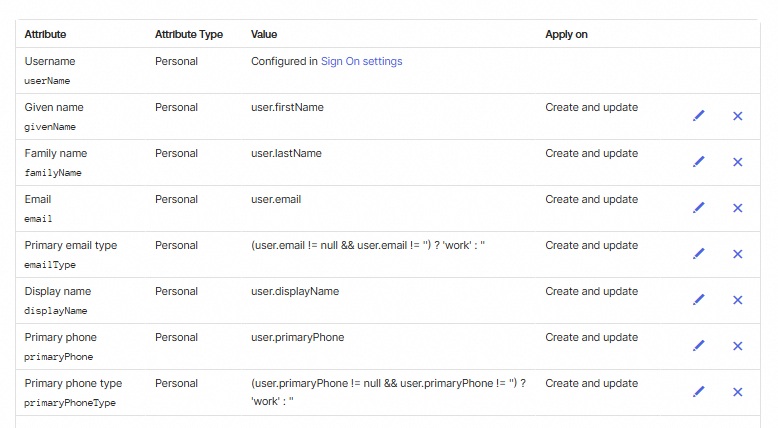 Attribute Attribute Type Value Apply on
Username Personal Configured in Sign On settings
userName
Given name Personal user.firstName Create and update
givenName
Family name Personal user.lastName Create and update
familyName
Email Personal user.email Create and update
email
Primary email type Personal (user.email != null && user.email != '') ? 'work' : '' Create and update
emailType
Display name Personal user.displayName Create and update
displayName
Primary phone Personal user.primaryPhone Create and update
primaryPhone
Primary phone type Personal (user.primaryPhone != null && user.primaryPhone != '') ? Create and update
primaryPhoneType 'work' : ''